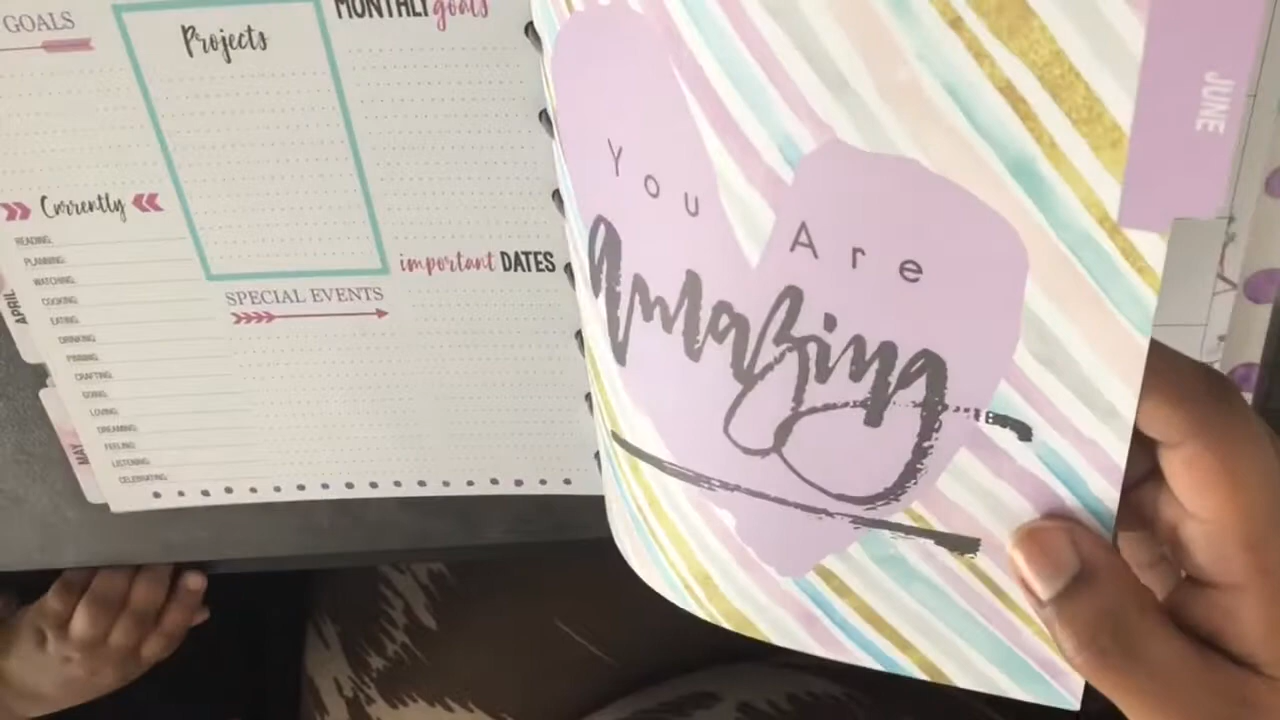 GOALS
Projects
MONTHLY goals
Currently
READING:
PLANNING:
WATCHING:
COOKING:
EATING:
DRINKING:
PINNING:
CRAFTING:
GOING:
LOVING:
DREAMING:
FEELING:
LISTENING:
CELEBRATING:
SPECIAL EVENTS
important DATES
APRIL
MAY
You Are
amazing
JUNE